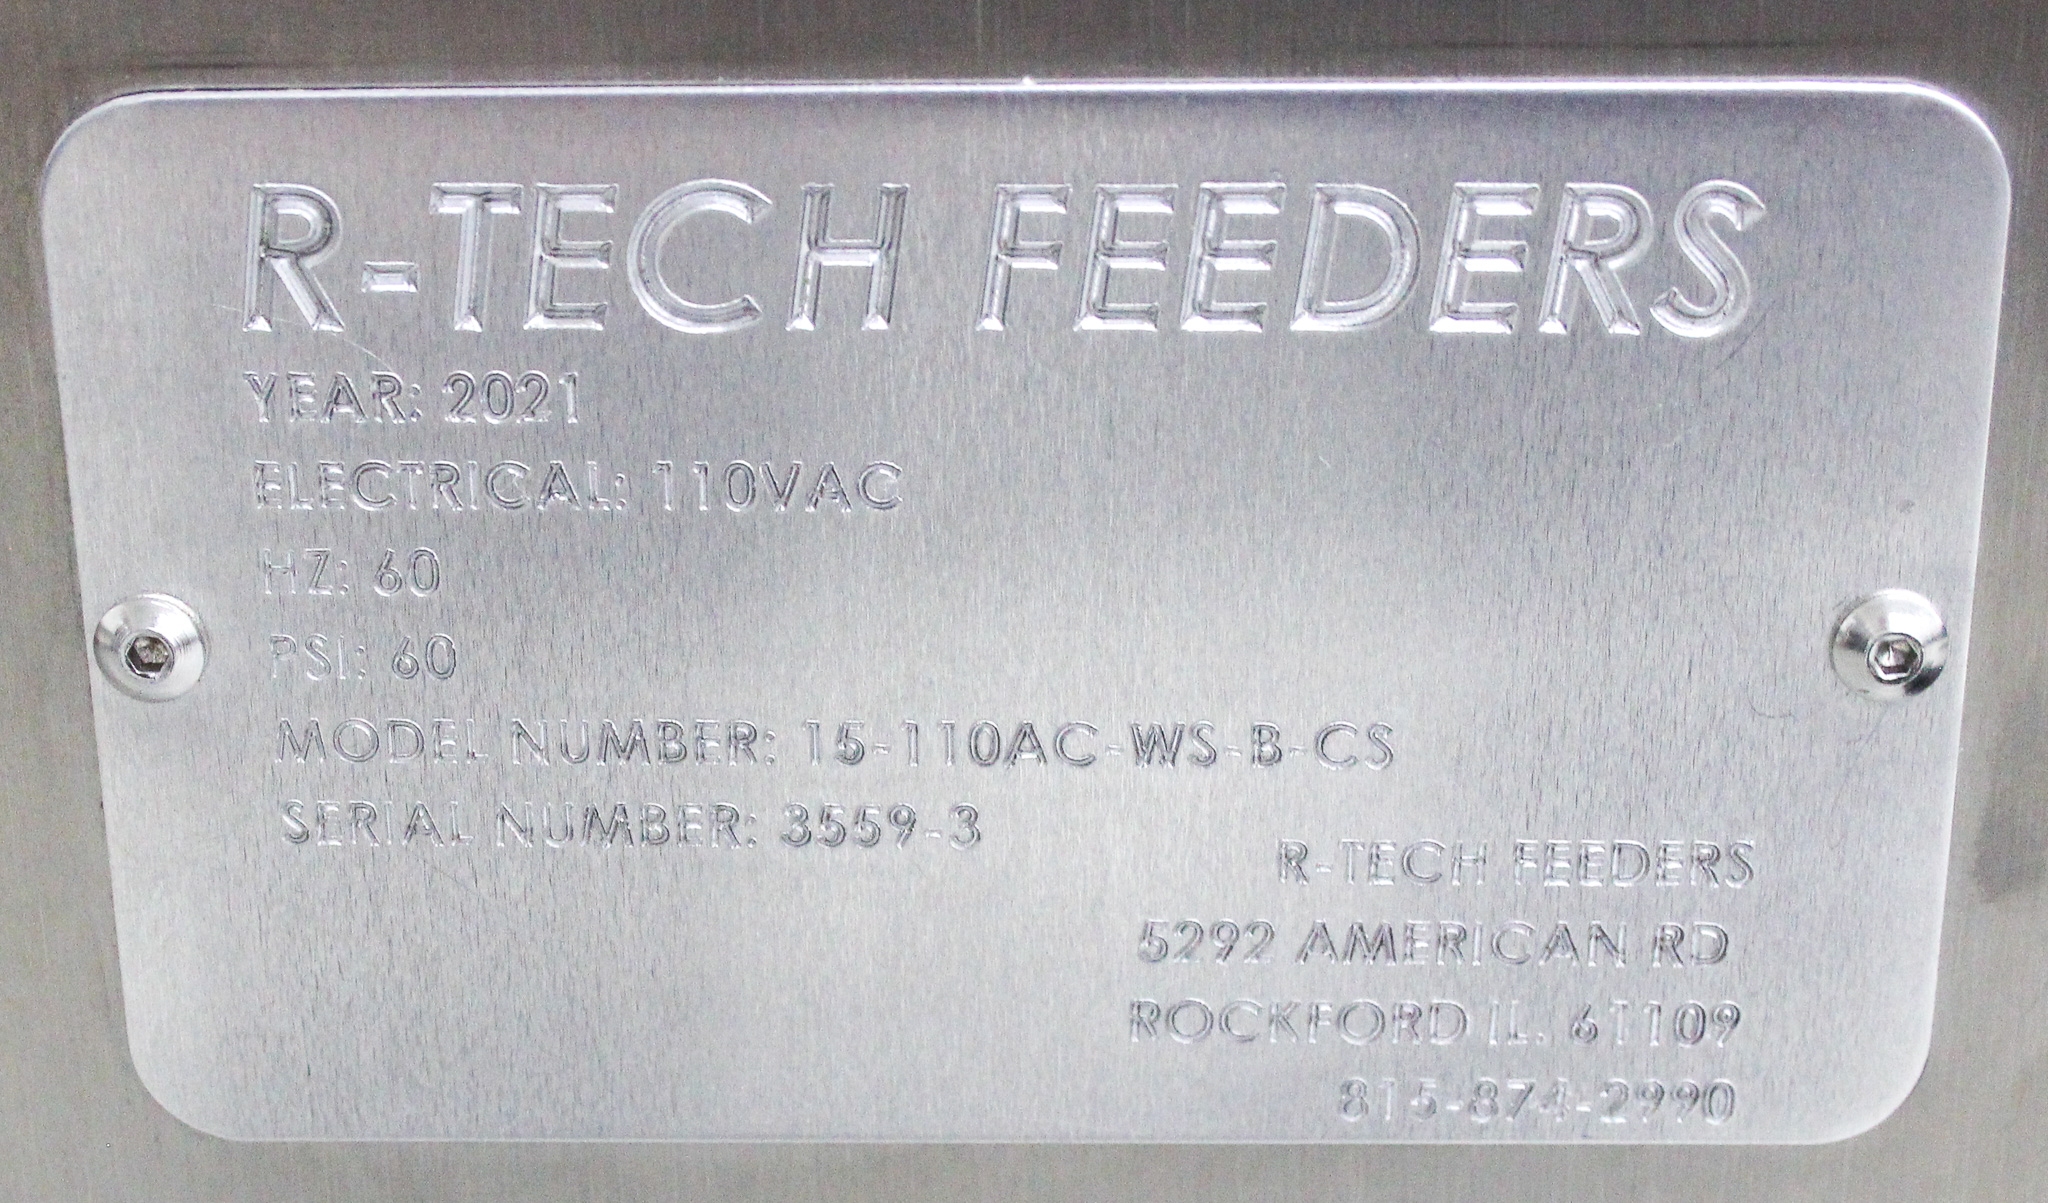 R-TECH FEEDERS
YEAR: 2021
ELECTRICAL: 110VAC
HZ: 60
PSI: 60
MODEL NUMBER: 15-110AC-WS-B-CS
SERIAL NUMBER: 3559-3
R-TECH FEEDERS
5292 AMERICAN RD
ROCKFORD IL. 61109
815-874-2990